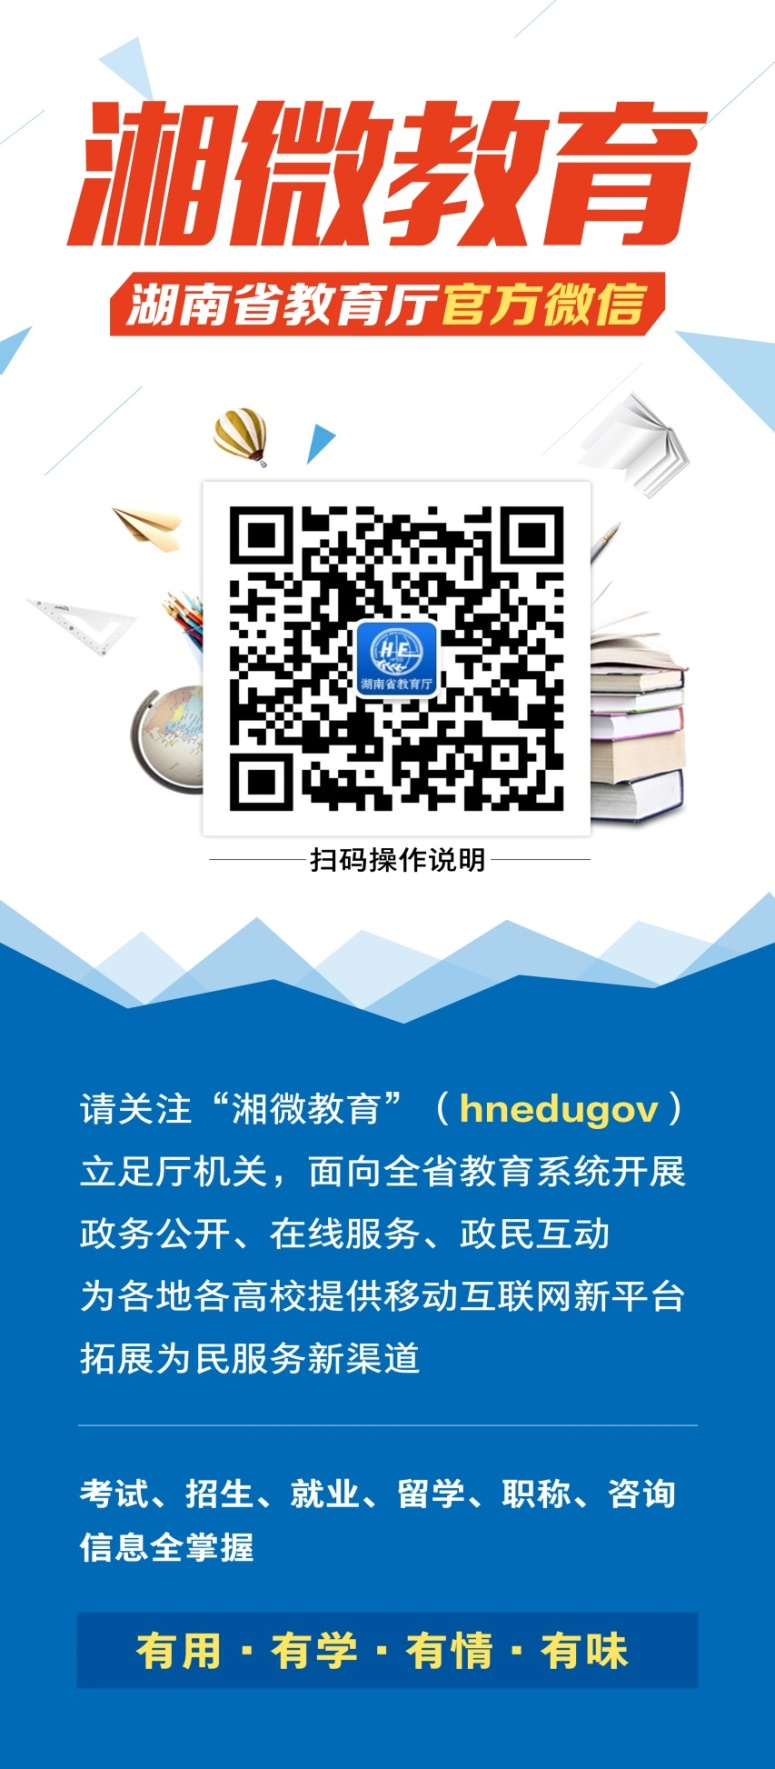 湘微教育
湖南省教育厅官方微信
HE
湖南省教育厅
扫码操作说明
请关注“湘微教育”（hnedugov）
立足厅机关，面向全省教育系统开展
政务公开、在线服务、政民互动
为各地各高校提供移动互联网新平台
拓展为民服务新渠道
考试、招生、就业、留学、职称、咨询
信息全掌握
有用·有学·有情·有味